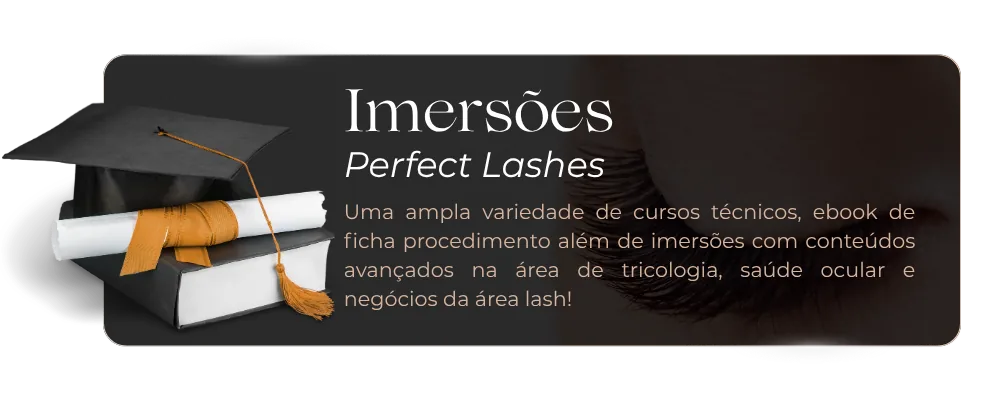 Imersões
Perfect Lashes
Uma ampla variedade de cursos técnicos, ebook de
ficha procedimento além de imersões com conteúdos
avançados na área de tricologia, saúde ocular e
negócios da área lash!